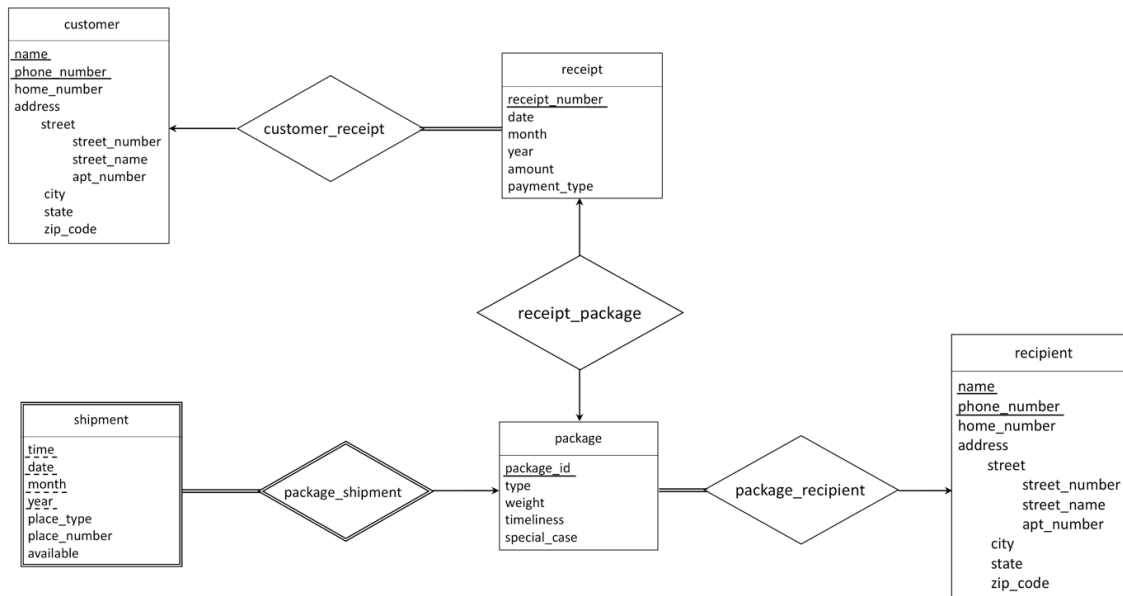 customer
name
phone_number
home_number
address
street
street_number
street_name
apt_number
city
state
zip_code
customer_receipt
receipt
receipt_number
date
month
year
amount
payment_type
receipt_package
shipment
time
date
month
year
place_type
place_number
available
package_shipment
package
package_id
type
weight
timeliness
special_case
package_recipient
recipient
name
phone_number
home_number
address
street
street_number
street_name
apt_number
city
state
zip_code